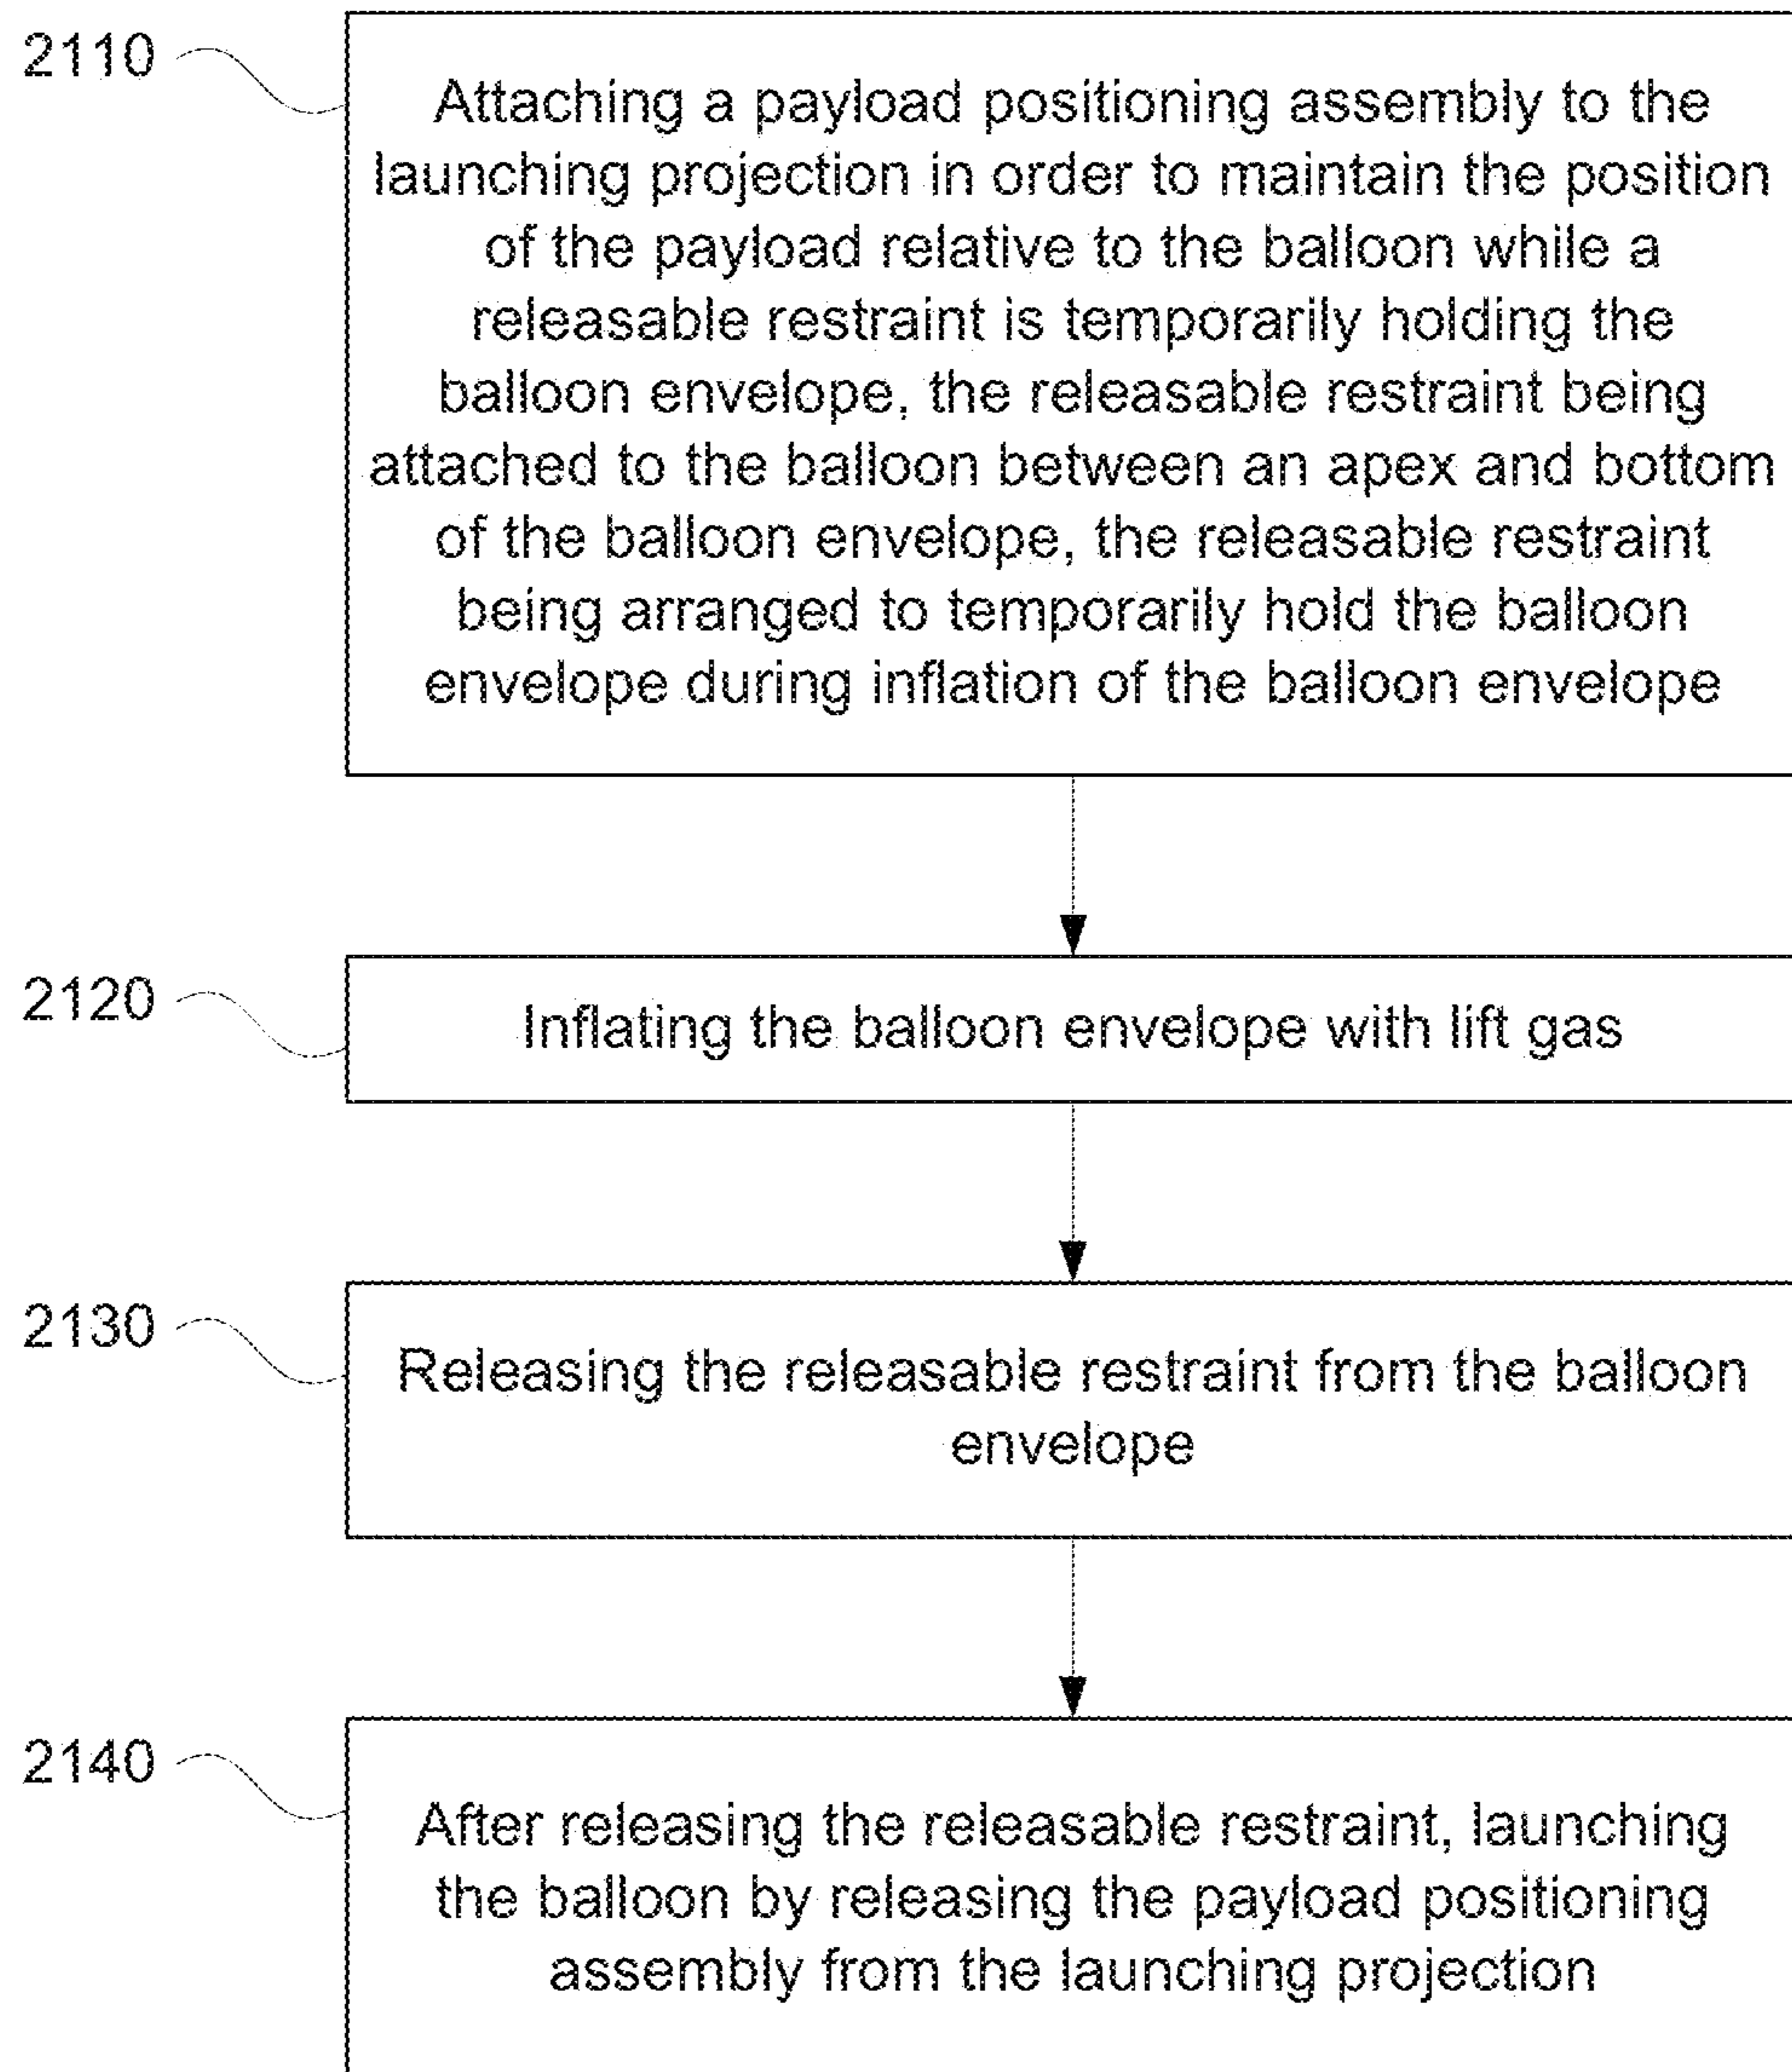 2110
Attaching a payload positioning assembly to the
launching projection in order to maintain the position
of the payload relative to the balloon while a
releasable restraint is temporarily holding the
balloon envelope, the releasable restraint being
attached to the balloon between an apex and bottom
of the balloon envelope, the releasable restraint
being arranged to temporarily hold the balloon
envelope during inflation of the balloon envelope
2120
Inflating the balloon envelope with lift gas
2130
Releasing the releasable restraint from the balloon
envelope
2140
After releasing the releasable restraint, launching
the balloon by releasing the payload positioning
assembly from the launching projection